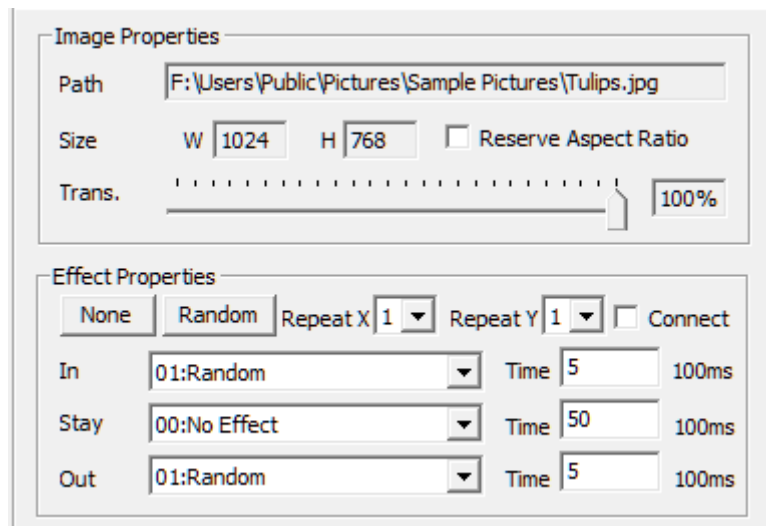 Image Properties
Path F:\Users\Public\Pictures\Sample Pictures\Tulips.jpg
Size W 1024 H 768 Reserve Aspect Ratio
Trans. 100%
Effect Properties
None Random Repeat X 1 Repeat Y 1 Connect
In 01:Random Time 5 100ms
Stay 00:No Effect Time 50 100ms
Out 01:Random Time 5 100ms